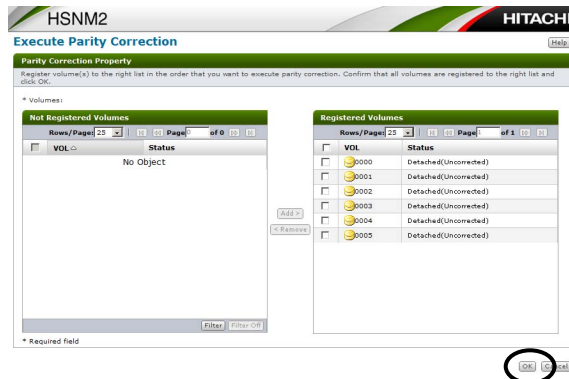 HSNM2
HITACHI
Execute Parity Correction
Help
Parity Correction Property
Register volume(s) to the right list in the order that you want to execute parity correction. Confirm that all volumes are registered to the right list and
click OK.
* Volumes:
Not Registered Volumes
Rows/Page: 25 Page 0 of 0
VOL Status
No Object
Filter Filter Off
Add >
< Remove
Registered Volumes
Rows/Page: 25 Page 1 of 1
VOL Status
0000 Detached(Uncorrected)
0001 Detached(Uncorrected)
0002 Detached(Uncorrected)
0003 Detached(Uncorrected)
0004 Detached(Uncorrected)
0005 Detached(Uncorrected)
* Required field
OK Cancel